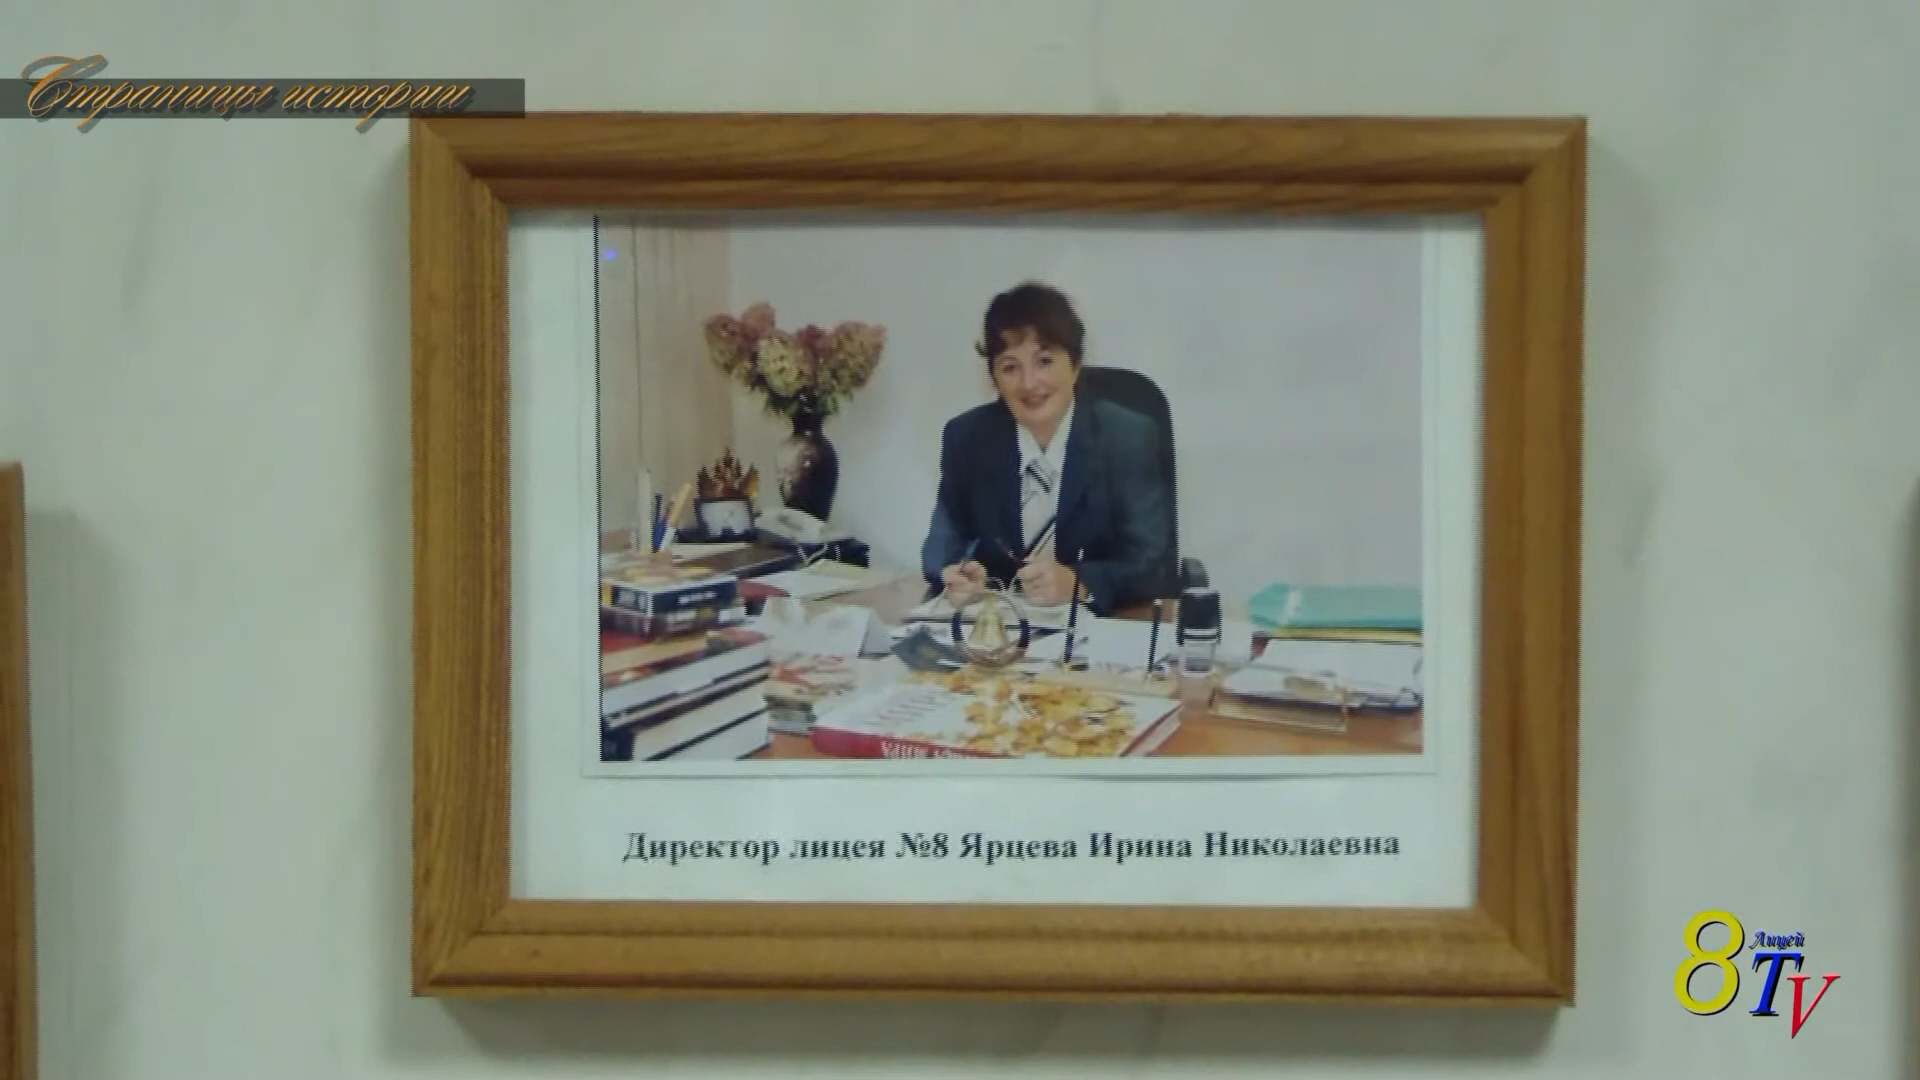 Страницы истории
Директор лицея №8 Ярцева Ирина Николаевна
8 Лицей
TV